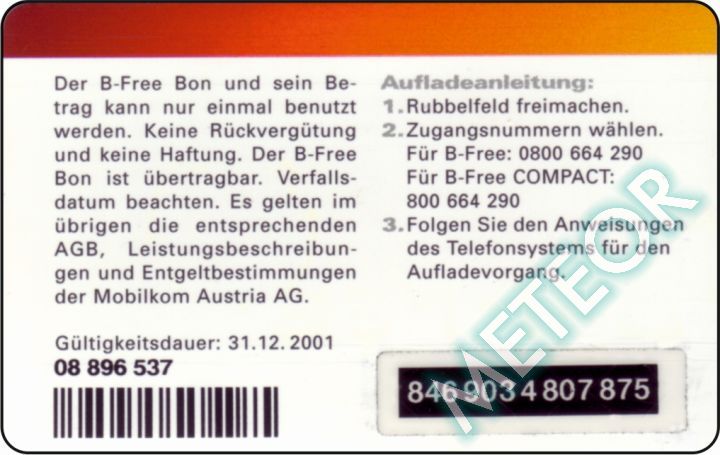 Der B-Free Bon und sein Be-
trag kann nur einmal benutzt
werden. Keine Rückvergütung
und keine Haftung. Der B-Free
Bon ist übertragbar. Verfalls-
datum beachten. Es gelten im
übrigen die entsprechenden
AGB, Leistungsbeschreibun-
gen und Entgeltbestimmungen
der Mobilkom Austria AG.
Gültigkeitsdauer: 31.12.2001
08 896 537
Aufladeanleitung:
1. Rubbelfeld freimachen.
2. Zugangsnummern wählen.
Für B-Free: 0800 664 290
Für B-Free COMPACT:
800 664 290
3. Folgen Sie den Anweisungen
des Telefonsystems für den
Aufladevorgang.
846 903 4 807 875
METEOR